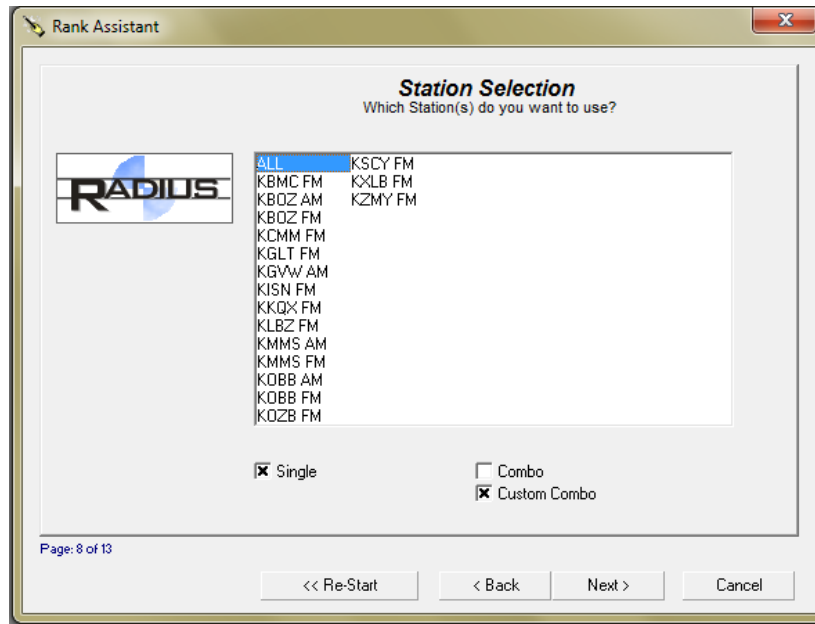 Rank Assistant
Station Selection
Which Station(s) do you want to use?
RADIUS
ALL
KBMC FM
KBOZ AM
KBOZ FM
KCMM FM
KGLT FM
KGVW AM
KISN FM
KKQX FM
KLBZ FM
KMMS AM
KMMS FM
KOBB AM
KOBB FM
KOZB FM
KSCY FM
KXLB FM
KZMY FM
Single
Combo
Custom Combo
Page: 8 of 13
<< Re-Start
< Back
Next >
Cancel